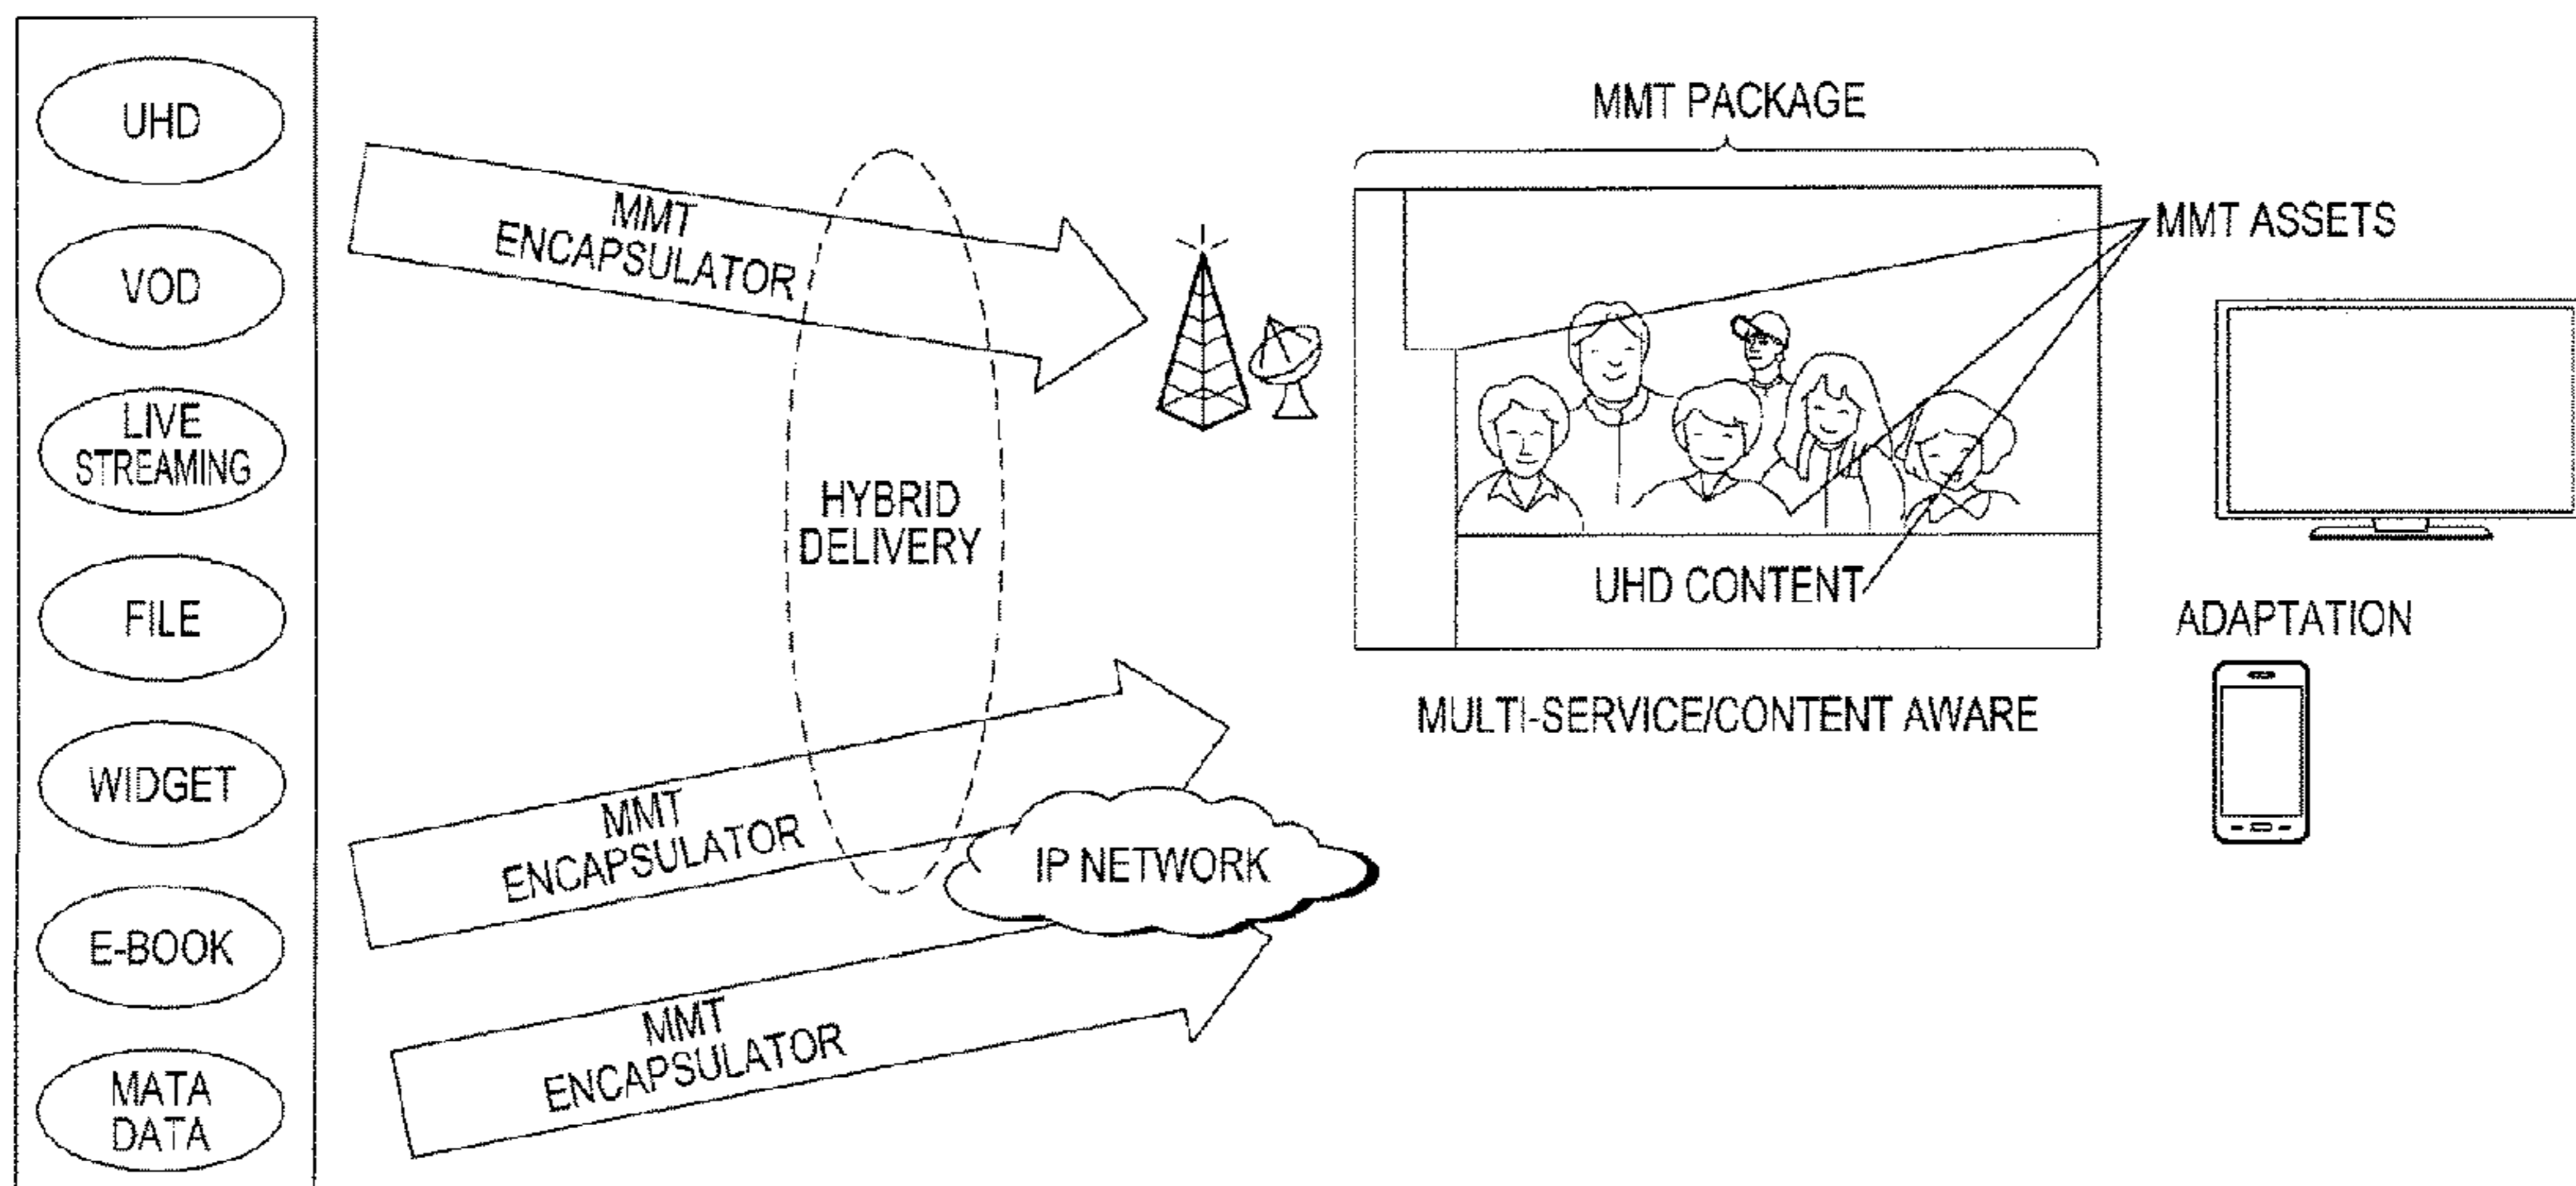 UHD
VOD
LIVE
STREAMING
FILE
WIDGET
E-BOOK
MATA
DATA
MMT
ENCAPSULATOR
HYBRID
DELIVERY
MMT
ENCAPSULATOR
MMT
ENCAPSULATOR
IP NETWORK
MMT PACKAGE
MMT ASSETS
UHD CONTENT
MULTI-SERVICE/CONTENT AWARE
ADAPTATION